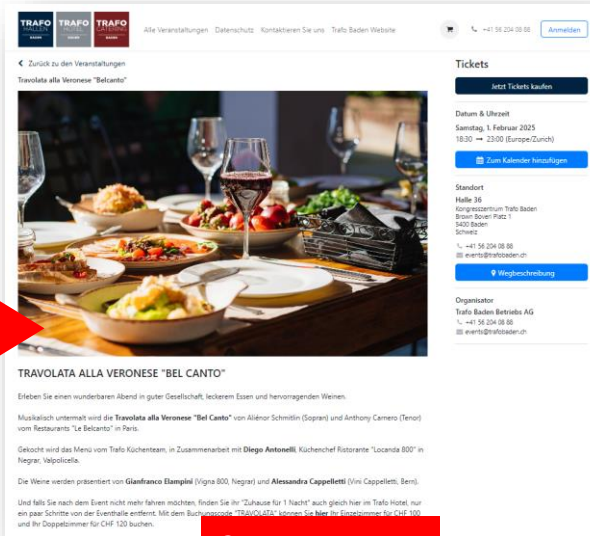 TRAFO TRAFO TRAFO
HALLEN HOTEL CATERING
BADEN BADEN BADEN
Alle Veranstaltungen Datenschutz Kontaktieren Sie uns Trafo Baden Website
+41 56 204 08 88
Anmelden
Zurück zu den Veranstaltungen
Travolata alla Veronese "Belcanto"
TRAVOLATA ALLA VERONESE "BEL CANTO"
Erleben Sie einen wunderbaren Abend in guter Gesellschaft, leckerem Essen und hervorragenden Weinen.
Musikalisch untermalt wird die Travolata alla Veronese "Bel Canto" von Aliénor Schmitlin (Sopran) und Anthony Carnero (Tenor)
vom Restaurants "Le Belcanto" in Paris.
Gekocht wird das Menü vom Trafo Küchenteam, in Zusammenarbeit mit Diego Antonelli, Küchenchef Ristorante "Locanda 800" in
Negrar, Valpolicella.
Die Weine werden präsentiert von Gianfranco Elampini (Vigna 800, Negrar) und Alessandra Cappelletti (Vini Cappelletti, Bern).
Und falls Sie nach dem Event nicht mehr fahren möchten, finden Sie ihr "Zuhause für 1 Nacht" auch gleich hier im Trafo Hotel, nur
ein paar Schritte von der Eventhalle entfernt. Mit dem Buchungscode "TRAVOLATA" können Sie hier Ihr Einzelzimmer für CHF 100
und Ihr Doppelzimmer für CHF 120 buchen.
Tickets
Jetzt Tickets kaufen
Datum & Uhrzeit
Samstag, 1. Februar 2025
18:30 → 23:00 (Europe/Zurich)
Zum Kalender hinzufügen
Standort
Halle 36
Kongresszentrum Trafo Baden
Brown Boveri Platz 1
5400 Baden
Schweiz
+41 56 204 08 88
events@trafobaden.ch
Wegbeschreibung
Organisator
Trafo Baden Betriebs AG
+41 56 204 08 88
events@trafobaden.ch